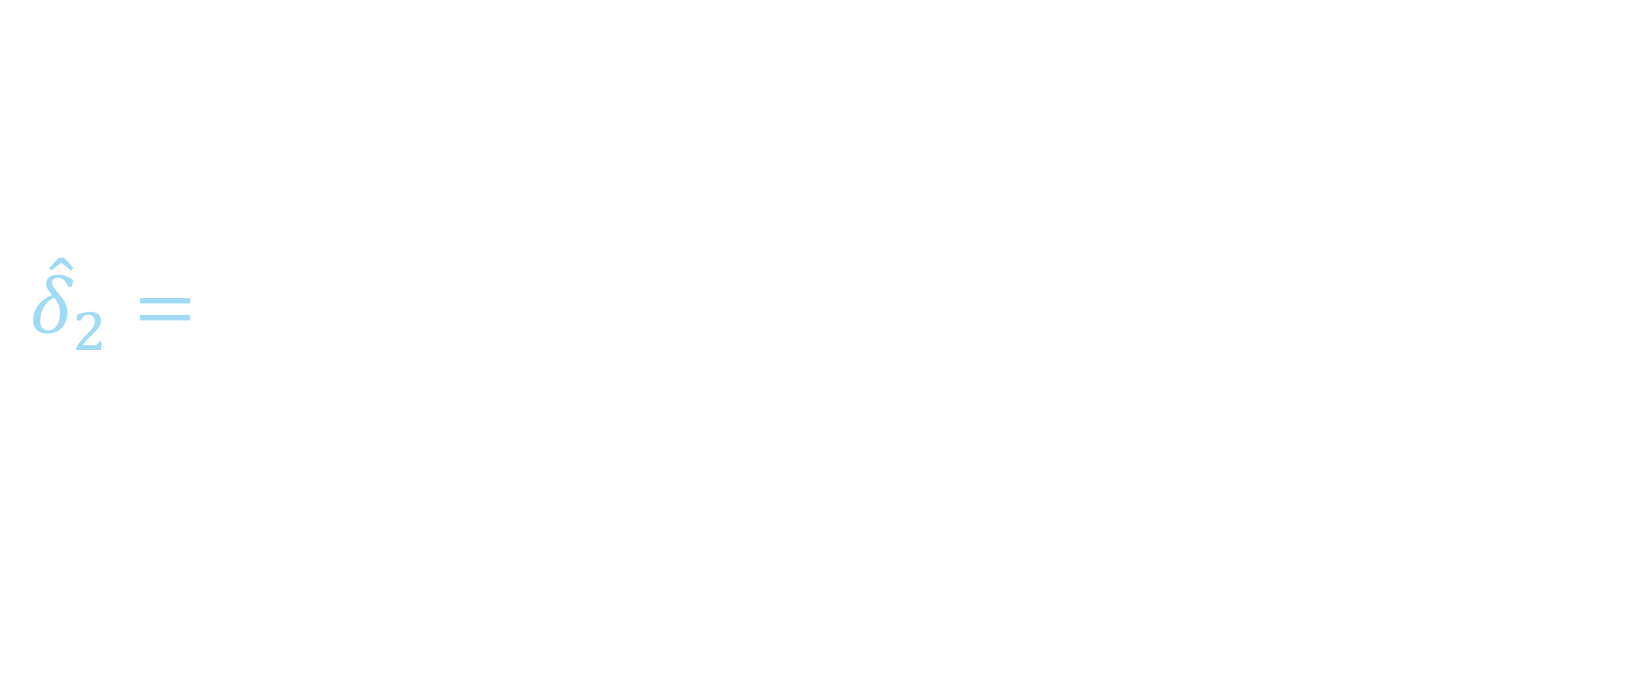 δ̂₂ =